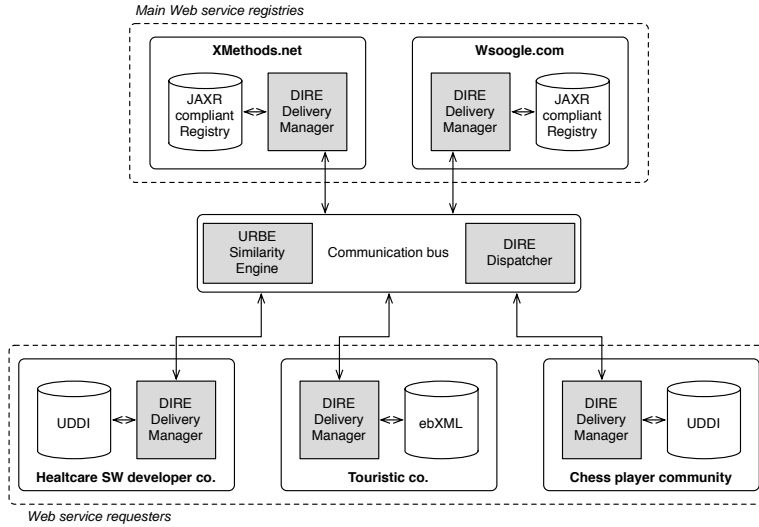 Main Web service registries
XMethods.net
Wsoogle.com
JAXR
compliant
Registry
DIRE
Delivery
Manager
DIRE
Delivery
Manager
JAXR
compliant
Registry
URBE
Similarity
Engine
Communication bus
DIRE
Dispatcher
UDDI
DIRE
Delivery
Manager
Healtcare SW developer co.
DIRE
Delivery
Manager
ebXML
Touristic co.
DIRE
Delivery
Manager
UDDI
Chess player community
Web service requesters